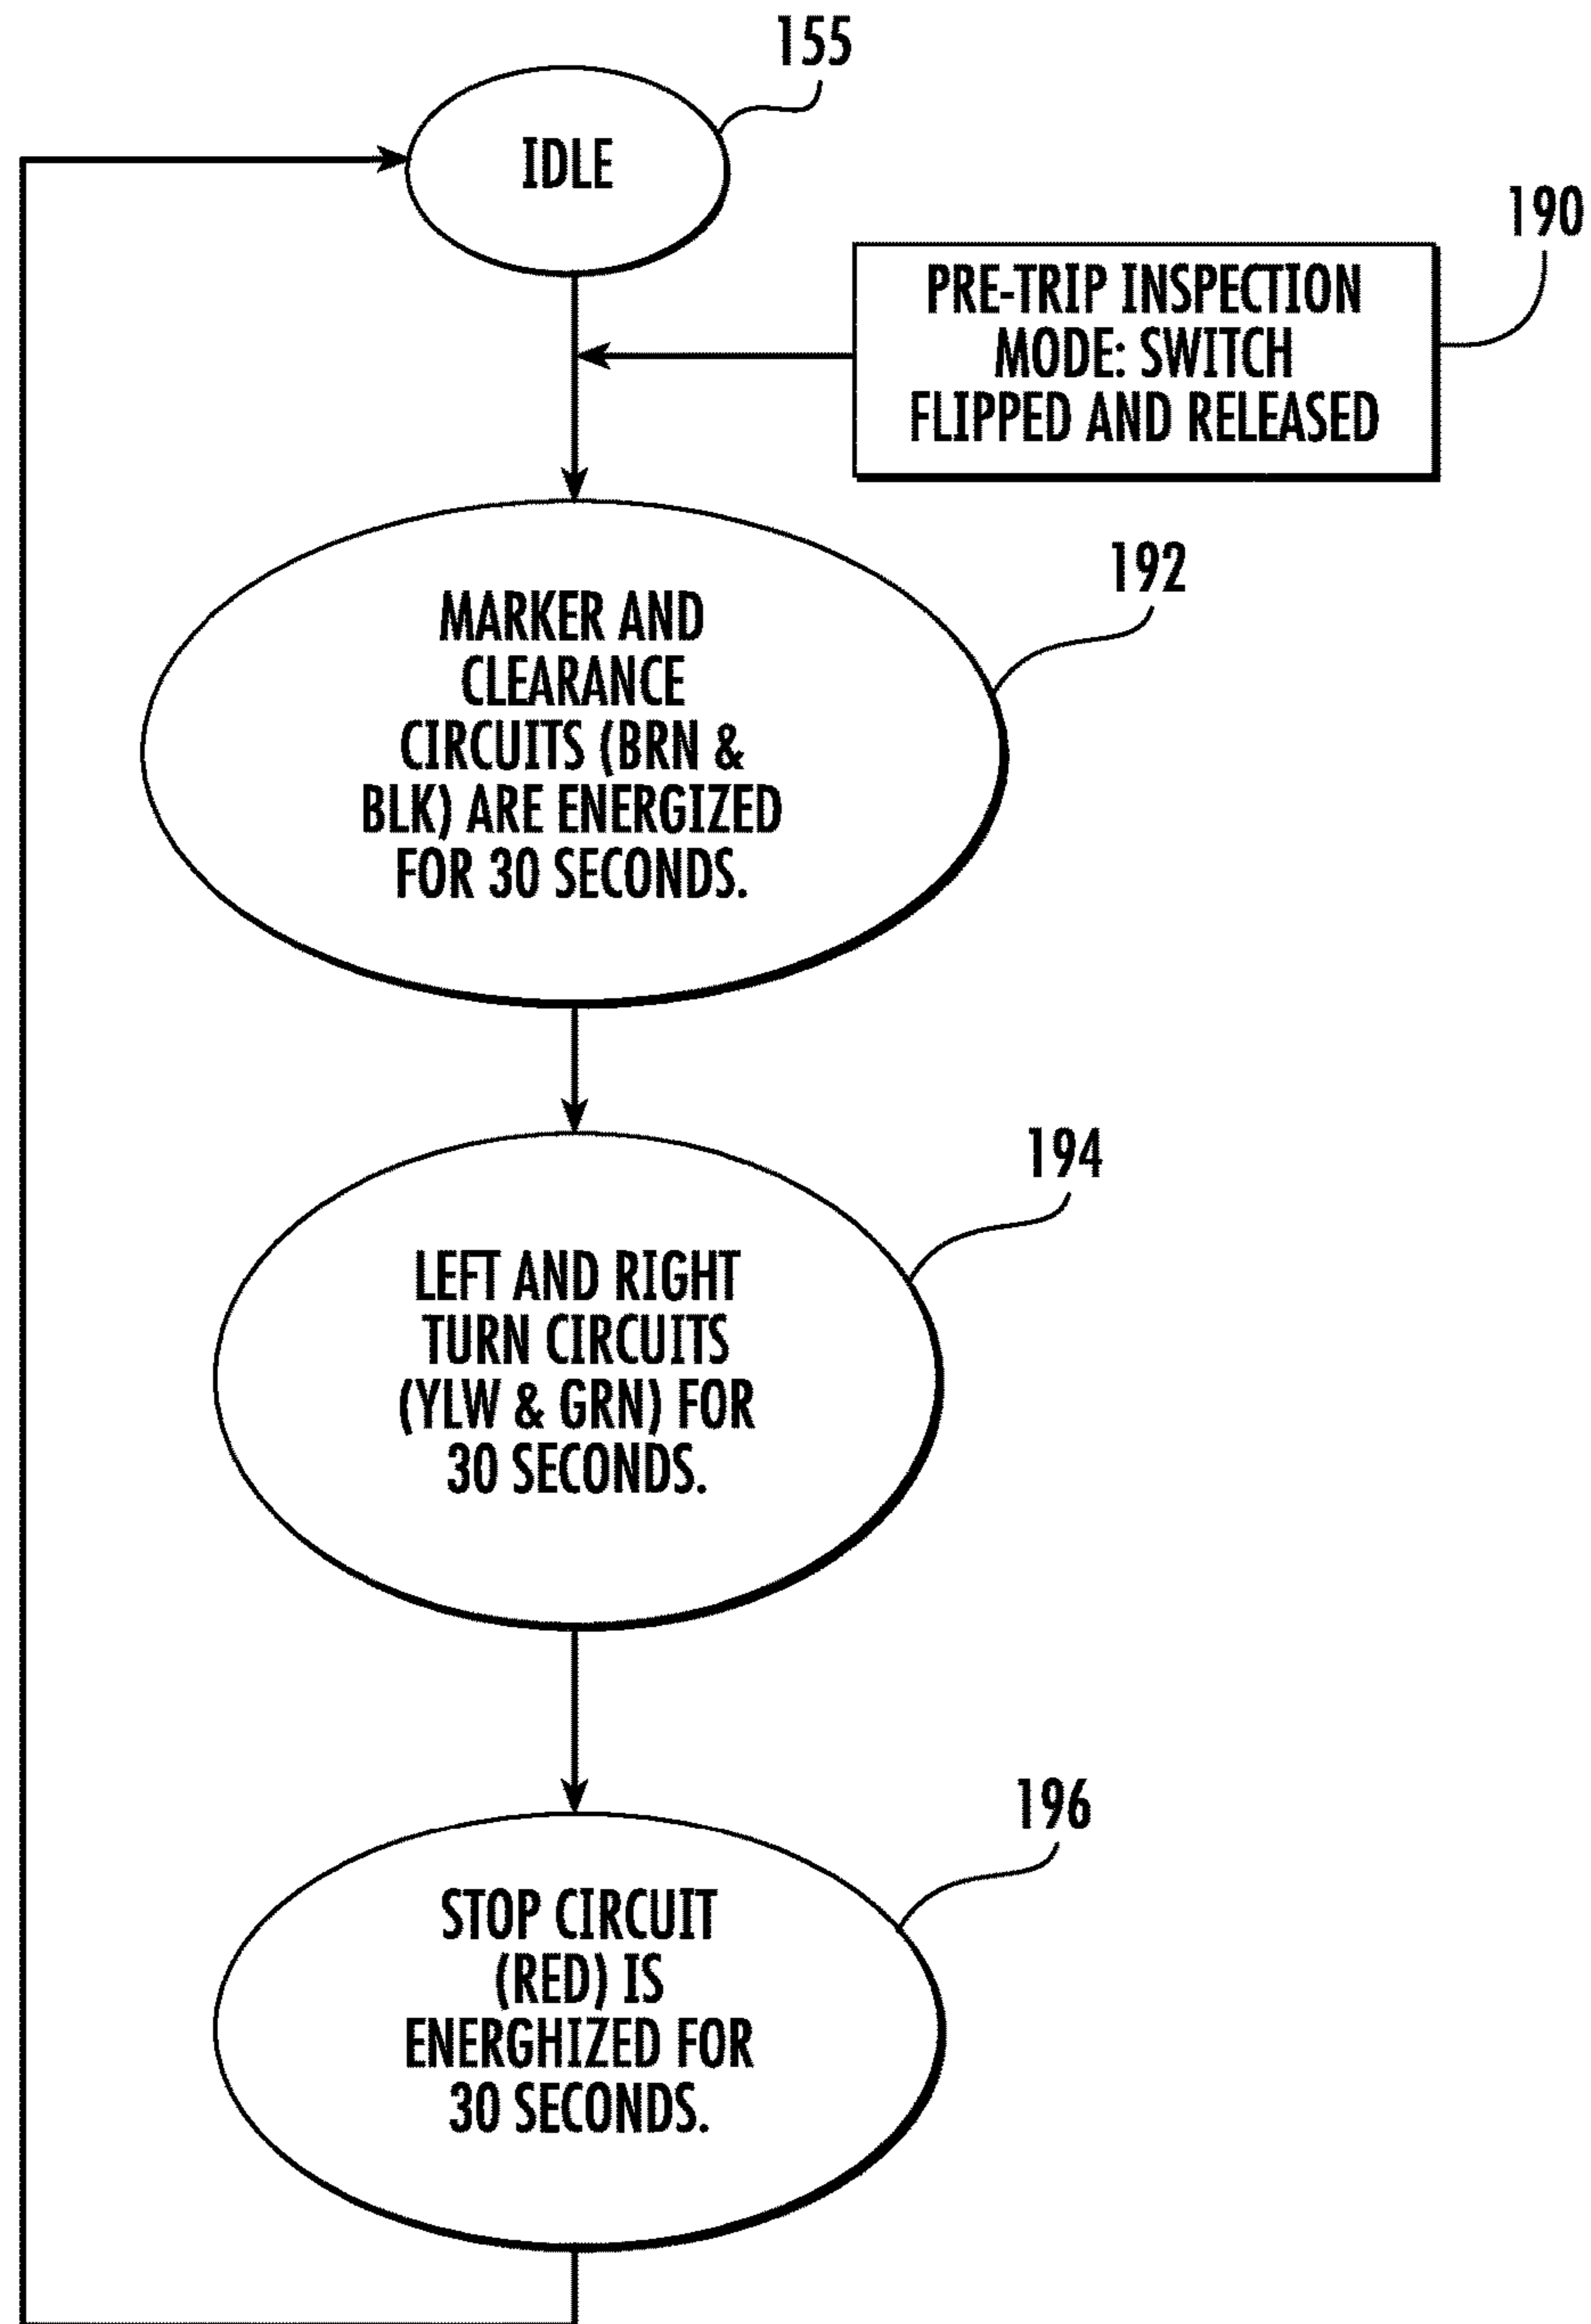 155
IDLE
190
PRE-TRIP INSPECTION
MODE: SWITCH
FLIPPED AND RELEASED
192
MARKER AND
CLEARANCE
CIRCUITS (BRN &
BLK) ARE ENERGIZED
FOR 30 SECONDS.
194
LEFT AND RIGHT
TURN CIRCUITS
(YLW & GRN) FOR
30 SECONDS.
196
STOP CIRCUIT
(RED) IS
ENERGHIZED FOR
30 SECONDS.